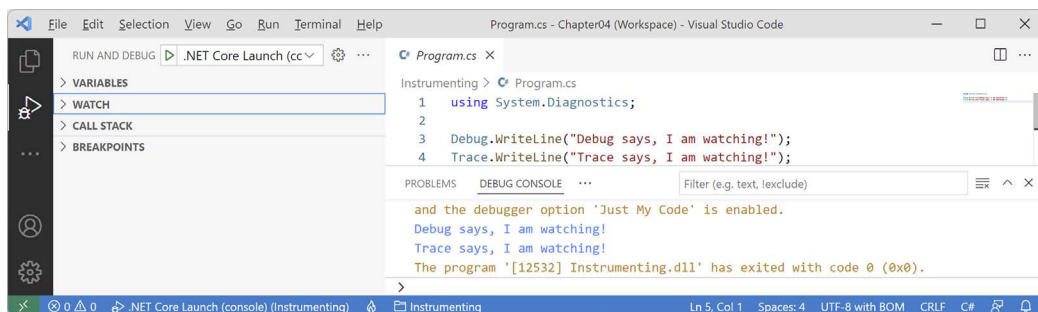 File Edit Selection View Go Run Terminal Help Program.cs - Chapter04 (Workspace) - Visual Studio Code
RUN AND DEBUG .NET Core Launch (cc
VARIABLES
WATCH
CALL STACK
BREAKPOINTS
C# Program.cs
Instrumenting > C# Program.cs
1 using System.Diagnostics;
2
3 Debug.WriteLine("Debug says, I am watching!");
4 Trace.WriteLine("Trace says, I am watching!");
PROBLEMS DEBUG CONSOLE ... Filter (e.g. text, !exclude)
and the debugger option 'Just My Code' is enabled.
Debug says, I am watching!
Trace says, I am watching!
The program '[12532] Instrumenting.dll' has exited with code 0 (0x0).
>
0 0 .NET Core Launch (console) (Instrumenting) Instrumenting Ln 5, Col 1 Spaces: 4 UTF-8 with BOM CRLF C#